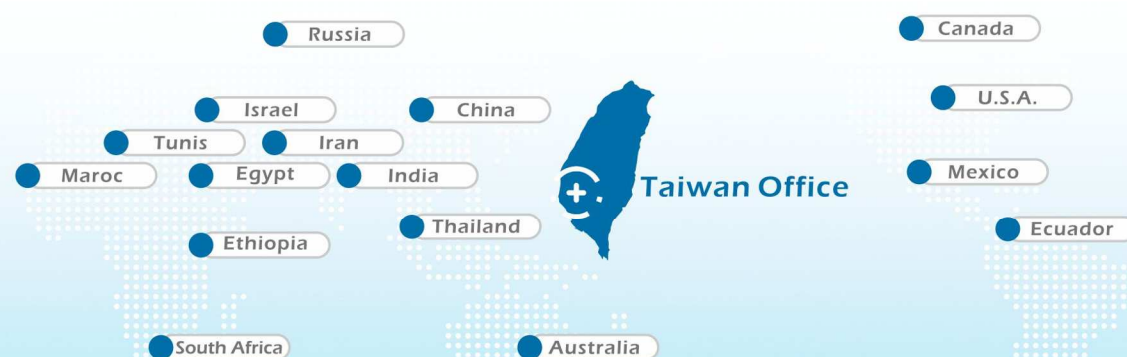 Russia
Canada
Israel
China
U.S.A.
Tunis
Iran
Maroc
Egypt
India
Mexico
Taiwan Office
Thailand
Ecuador
Ethiopia
South Africa
Australia